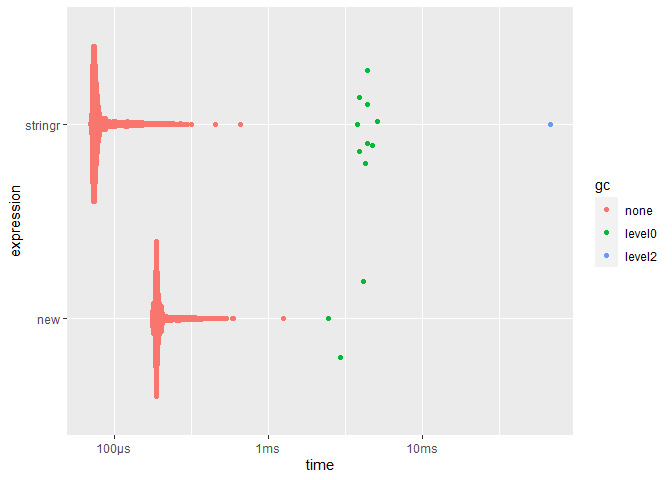 stringr
new
expression
100µs
1ms
10ms
time
gc
none
level0
level2